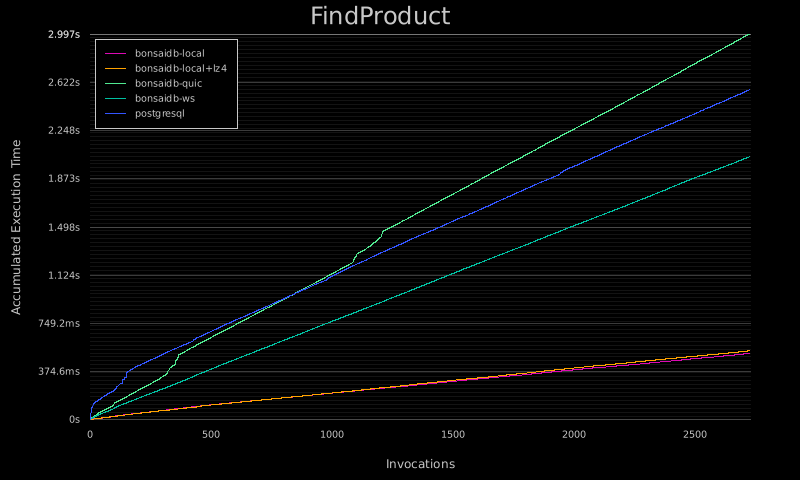 FindProduct
2.997s
2.622s
2.248s
1.873s
1.498s
1.124s
749.2ms
374.6ms
0s
Accumulated Execution Time
bonsaidb-local
bonsaidb-local+lz4
bonsaidb-quic
bonsaidb-ws
postgresql
0
500
1000
1500
2000
2500
Invocations